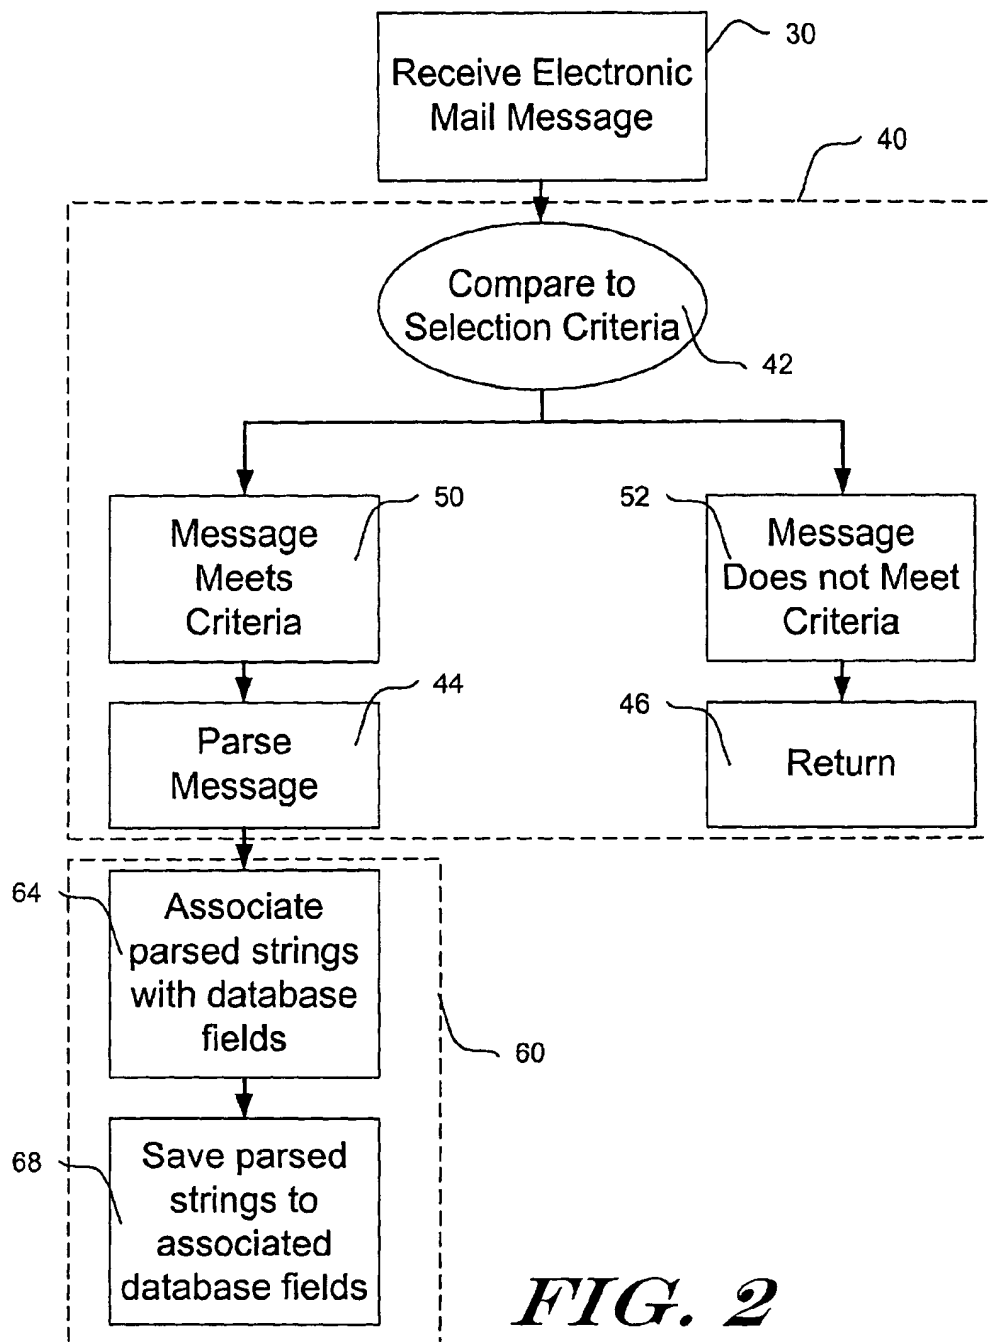 30
Receive Electronic
Mail Message
40
Compare to
Selection Criteria
42
50
Message
Meets
Criteria
52
Message
Does not Meet
Criteria
44
Parse
Message
46
Return
64
Associate
parsed strings
with database
fields
60
68
Save parsed
strings to
associated
database fields
FIG. 2